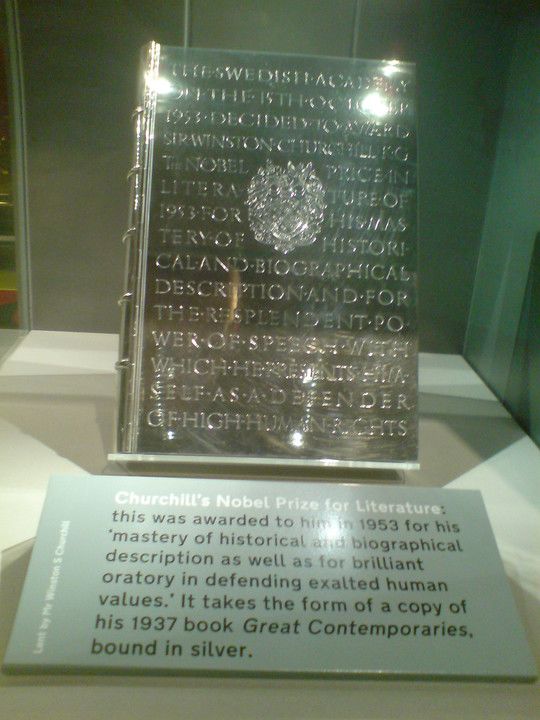 THE·SWEDISH·ACADEMY
THE·15TH·OCTOBER
1953·DECIDED·TO·AWARD
SIR·WINSTON·CHURCHILL·K·G
THE·NOBEL PRICE·IN
LITERA TURE·OF
1953·FOR HIS·MAS
TERY·OF HISTORI
CAL·AND·BIOGRAPHICAL
DESCRIPTION·AND·FOR
THE·RESPLENDENT·PO
WER·OF·SPEECH·WITH
WHICH·HE
SELF·AS·A·DEFENDER
OF·HIGH·HUMAN·RIGHTS
Churchill's Nobel Prize for Literature:
this was awarded to him in 1953 for his
'mastery of historical and biographical
description as well as for brilliant
oratory in defending exalted human
values.' It takes the form of a copy of
his 1937 book Great Contemporaries,
bound in silver.
Lent by Mr Winston S Churchill